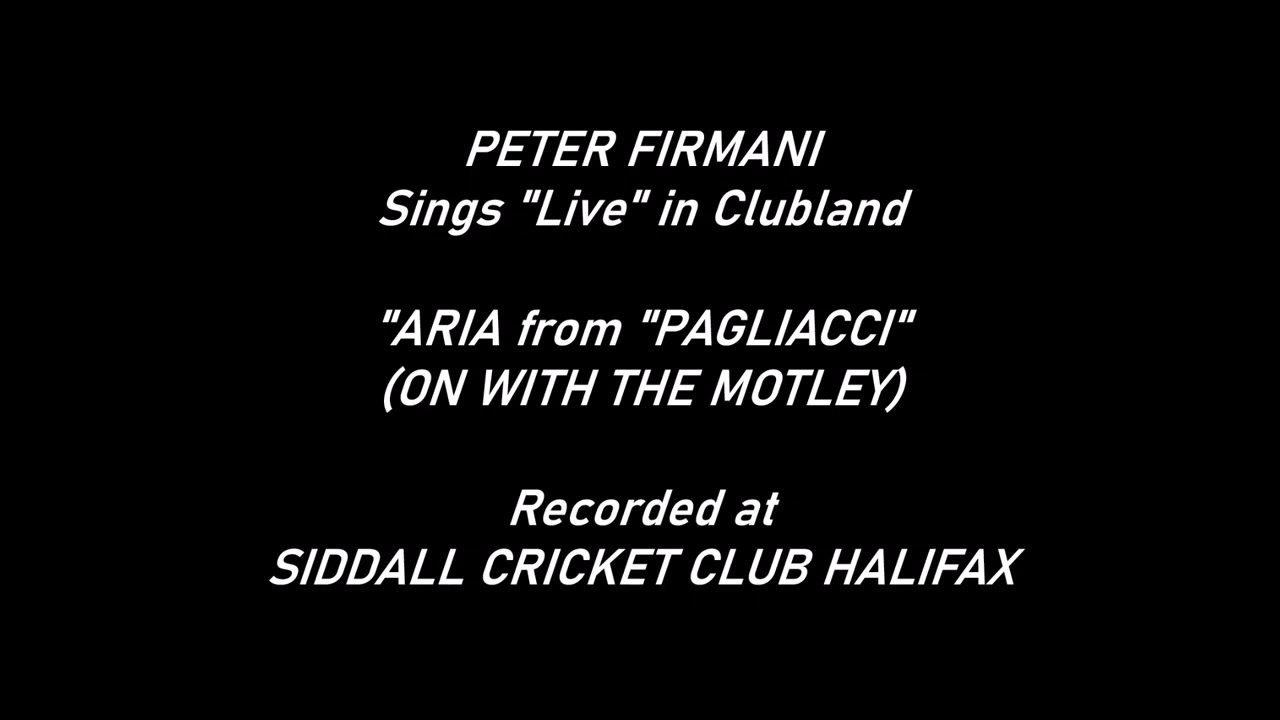 PETER FIRMANI
Sings "Live" in Clubland
"ARIA from "PAGLIACCI"
(ON WITH THE MOTLEY)
Recorded at
SIDDALL CRICKET CLUB HALIFAX